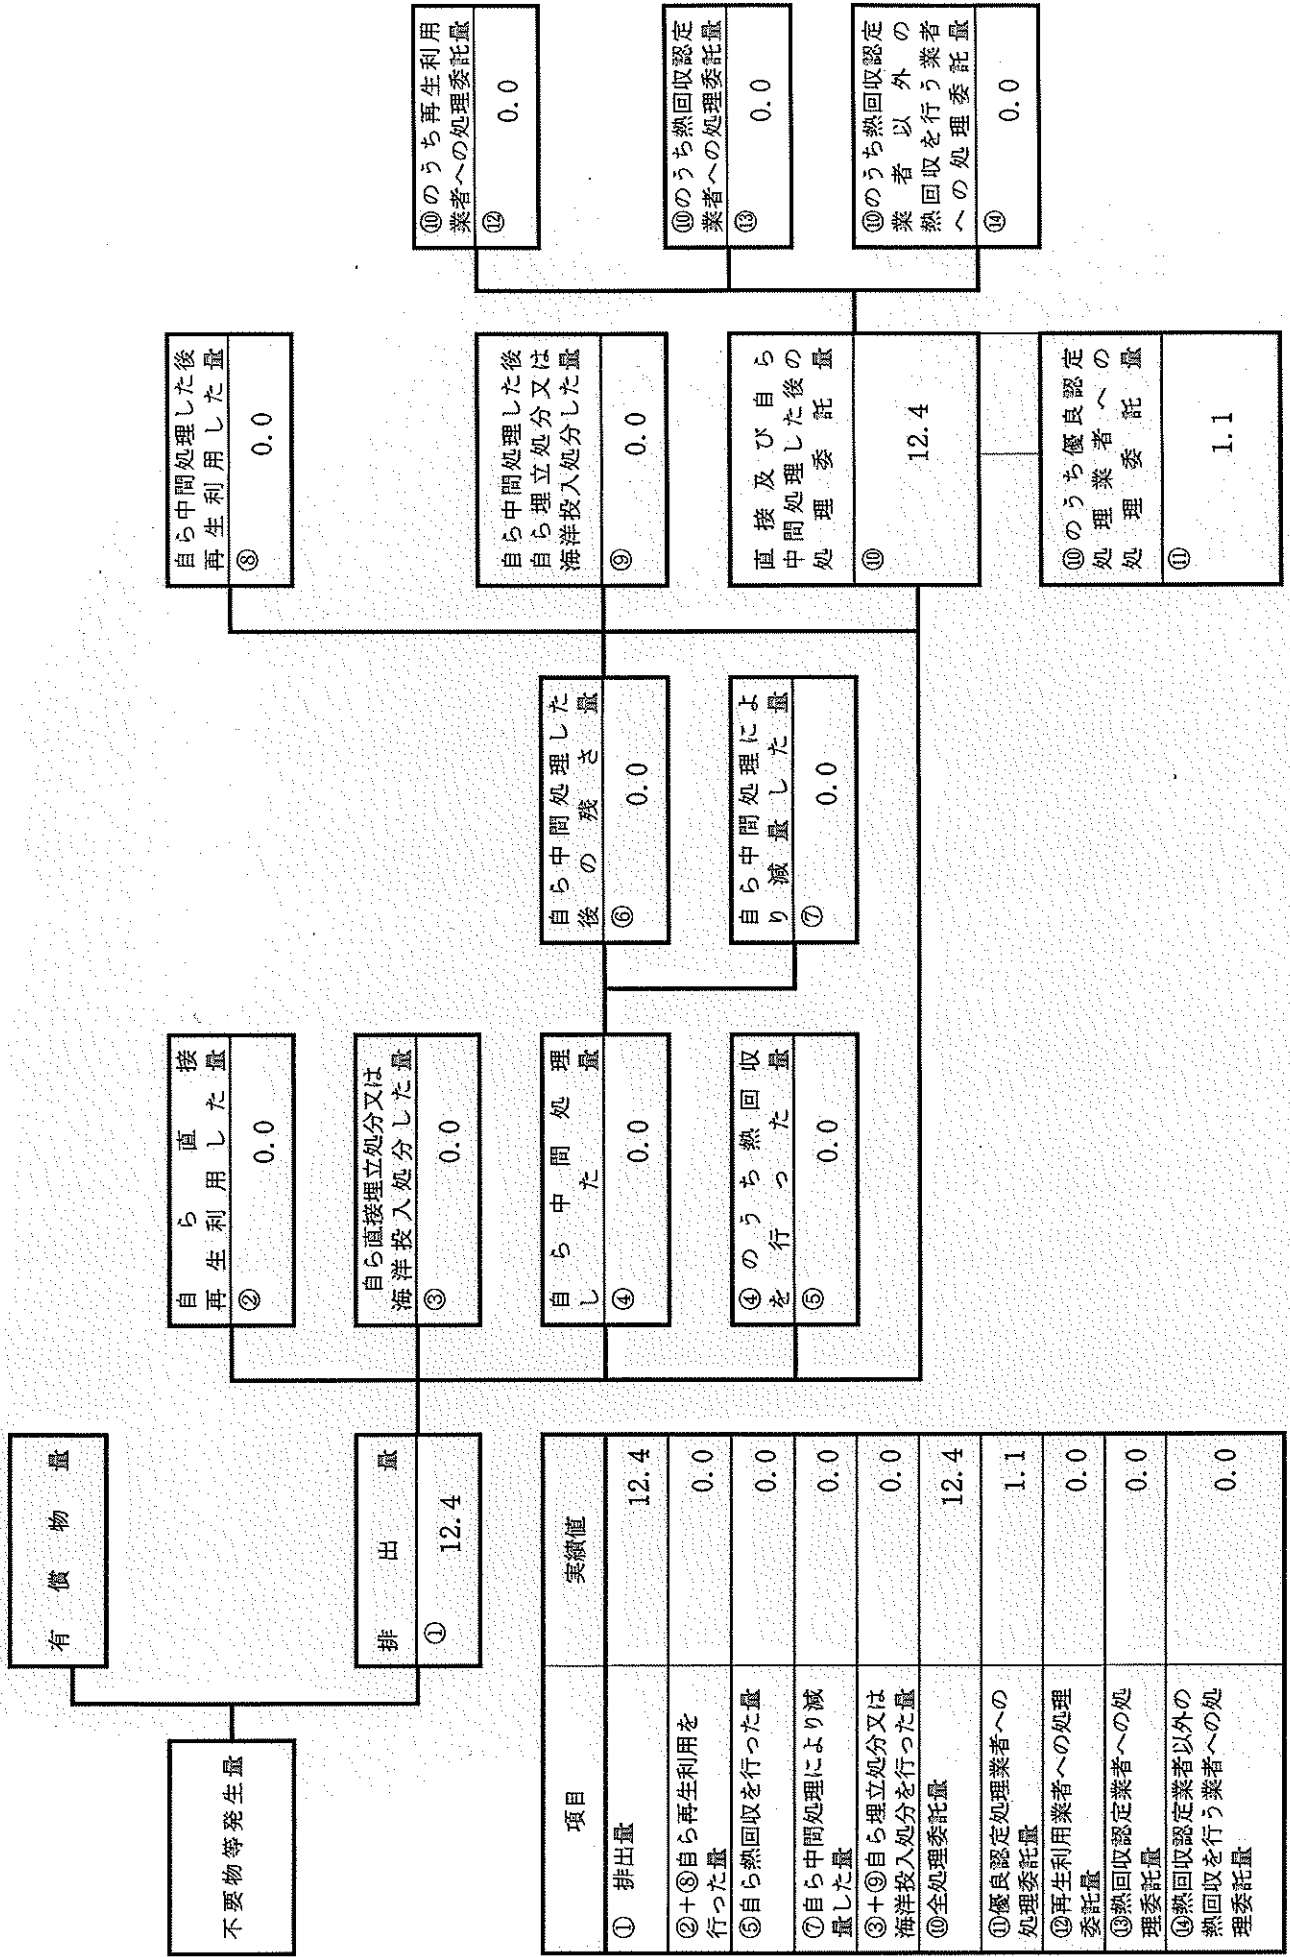 不要物等発生量
有償物量
排出量
①
12.4
自ら直接
再生利用した量
②
0.0
自ら直接埋立処分又は
海洋投入処分した量
③
0.0
自ら中間処理
した量
④
0.0
④のうち熱回収
を行った量
⑤
0.0
自ら中間処理した
後の残さ量
⑥
0.0
自ら中間処理によ
り減量した量
⑦
0.0
自ら中間処理した後
再生利用した量
⑧
0.0
自ら中間処理した後
自ら埋立処分又は
海洋投入処分した量
⑨
0.0
直接及び自ら
中間処理した後の
処理委託量
⑩
12.4
⑩のうち優良認定
処理業者への
処理委託量
⑪
1.1
⑩のうち再生利用
業者への処理委託量
⑫
0.0
⑩のうち熱回収認定
業者への処理委託量
⑬
0.0
⑩のうち熱回収認定
業者以外の
熱回収を行う業者
への処理委託量
⑭
0.0
項目
実績値
① 排出量
12.4
②+⑧自ら再生利用を
行った量
0.0
⑤自ら熱回収を行った量
0.0
⑦自ら中間処理により減
量した量
0.0
③+⑨自ら埋立処分又は
海洋投入処分を行った量
0.0
⑩全処理委託量
12.4
⑪優良認定処理業者への
処理委託量
1.1
⑫再生利用業者への処理
委託量
0.0
⑬熱回収認定業者への処
理委託量
0.0
⑭熱回収認定業者以外の
熱回収を行う業者への処
理委託量
0.0